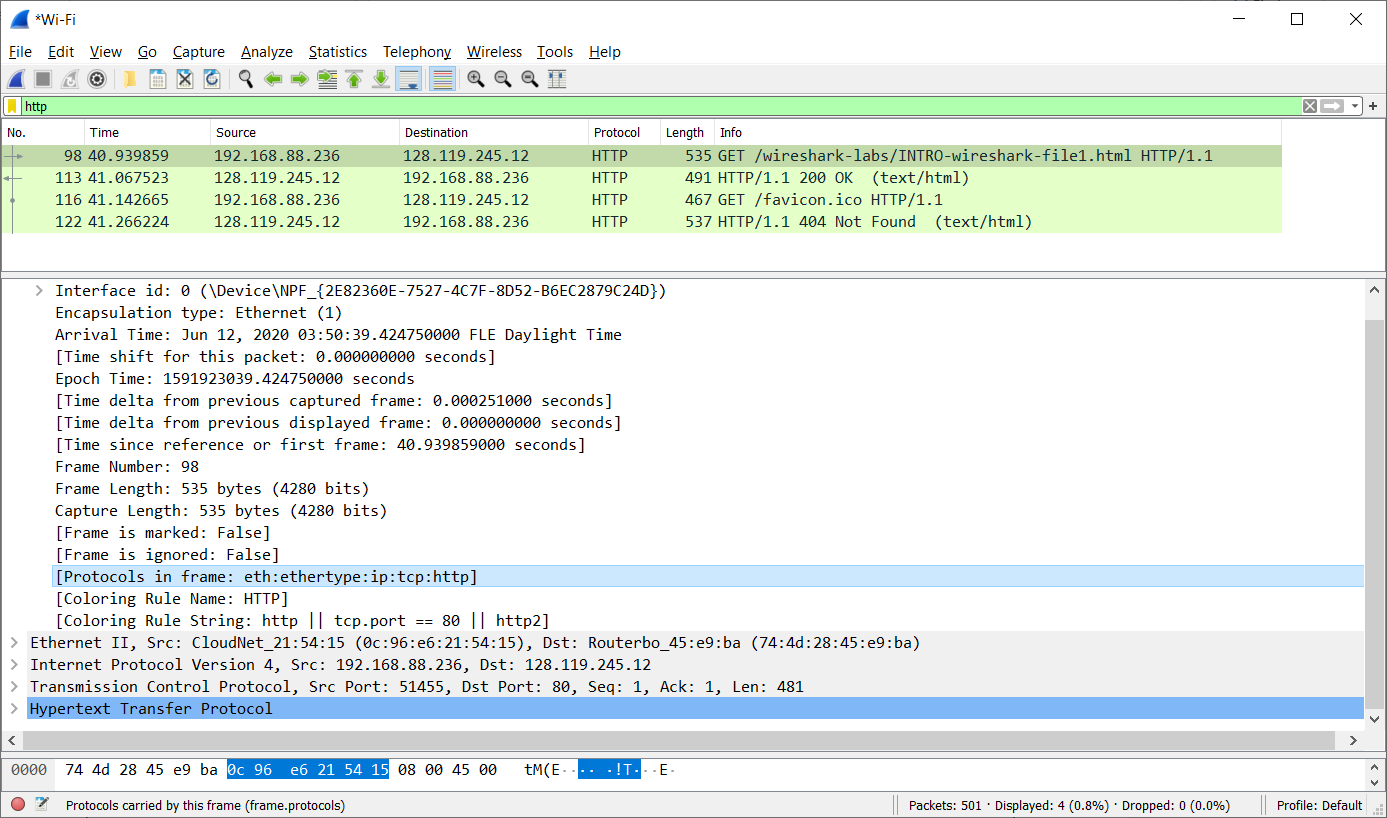 *Wi-Fi
File Edit View Go Capture Analyze Statistics Telephony Wireless Tools Help
http
No. Time Source Destination Protocol Length Info
98 40.939859 192.168.88.236 128.119.245.12 HTTP 535 GET /wireshark-labs/INTRO-wireshark-file1.html HTTP/1.1
113 41.067523 128.119.245.12 192.168.88.236 HTTP 491 HTTP/1.1 200 OK (text/html)
116 41.142665 192.168.88.236 128.119.245.12 HTTP 467 GET /favicon.ico HTTP/1.1
122 41.266224 128.119.245.12 192.168.88.236 HTTP 537 HTTP/1.1 404 Not Found (text/html)
Interface id: 0 (\Device\NPF_{2E82360E-7527-4C7F-8D52-B6EC2879C24D})
Encapsulation type: Ethernet (1)
Arrival Time: Jun 12, 2020 03:50:39.424750000 FLE Daylight Time
[Time shift for this packet: 0.000000000 seconds]
Epoch Time: 1591923039.424750000 seconds
[Time delta from previous captured frame: 0.000251000 seconds]
[Time delta from previous displayed frame: 0.000000000 seconds]
[Time since reference or first frame: 40.939859000 seconds]
Frame Number: 98
Frame Length: 535 bytes (4280 bits)
Capture Length: 535 bytes (4280 bits)
[Frame is marked: False]
[Frame is ignored: False]
[Protocols in frame: eth:ethertype:ip:tcp:http]
[Coloring Rule Name: HTTP]
[Coloring Rule String: http || tcp.port == 80 || http2]
Ethernet II, Src: CloudNet_21:54:15 (0c:96:e6:21:54:15), Dst: Routerbo_45:e9:ba (74:4d:28:45:e9:ba)
Internet Protocol Version 4, Src: 192.168.88.236, Dst: 128.119.245.12
Transmission Control Protocol, Src Port: 51455, Dst Port: 80, Seq: 1, Ack: 1, Len: 481
Hypertext Transfer Protocol
0000 74 4d 28 45 e9 ba 0c 96 e6 21 54 15 08 00 45 00 tM(E···· ·!T···E·
Protocols carried by this frame (frame.protocols) Packets: 501 · Displayed: 4 (0.8%) · Dropped: 0 (0.0%) Profile: Default